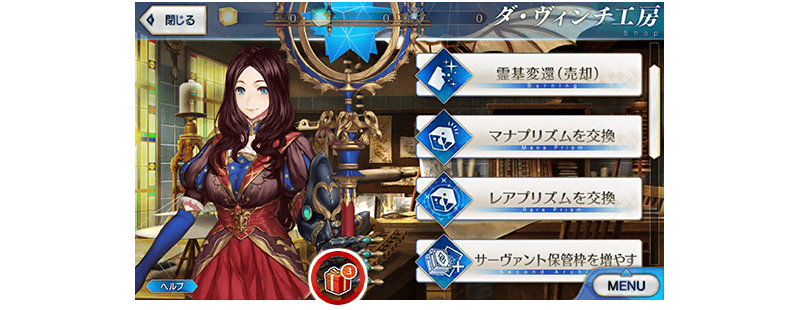 閉じる
0
0
0
ダ・ヴィンチ工房
Shop
霊基変還(売却)
Burning
マナプリズムを交換
Mana Prism
レアプリズムを交換
Rare Prism
サーヴァント保管枠を増やす
Second Archive
3
ヘルプ
MENU